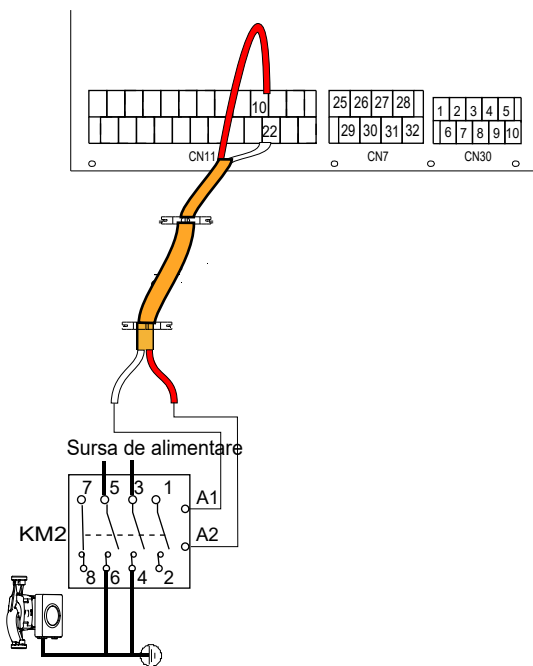 10 25 26 27 28 1 2 3 4 5
22 29 30 31 32 6 7 8 9 10
CN11 CN7 CN30
Sursa de alimentare
7 5 3 1 A1
KM2 A2
8 6 4 2